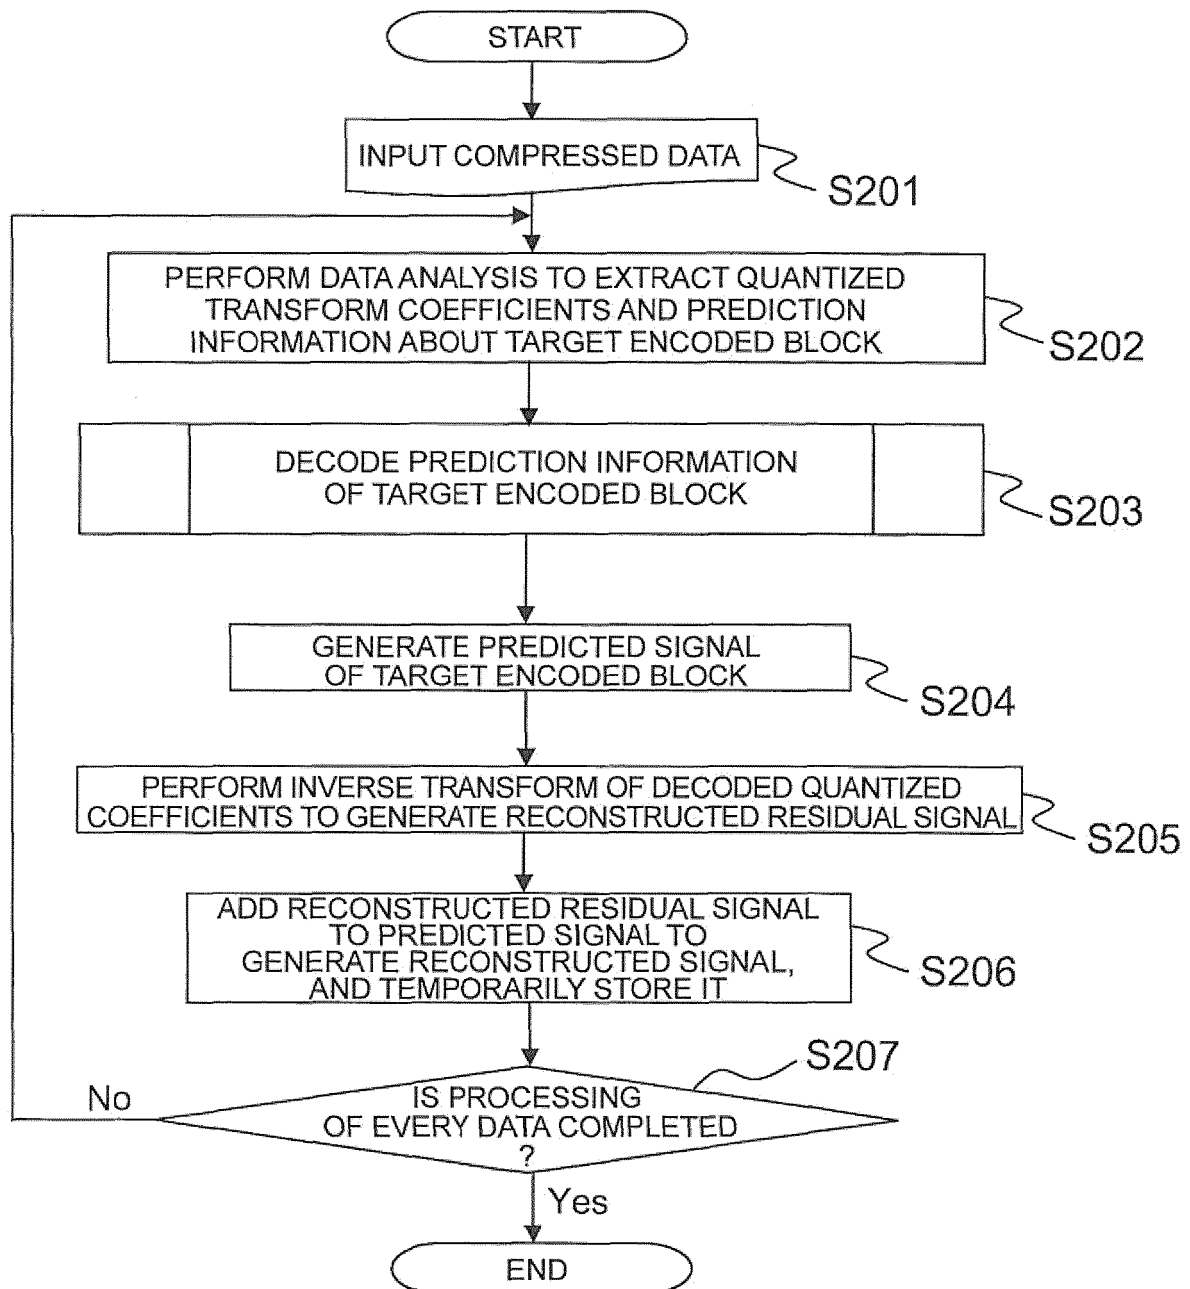 START
INPUT COMPRESSED DATA
S201
PERFORM DATA ANALYSIS TO EXTRACT QUANTIZED
TRANSFORM COEFFICIENTS AND PREDICTION
INFORMATION ABOUT TARGET ENCODED BLOCK
S202
DECODE PREDICTION INFORMATION
OF TARGET ENCODED BLOCK
S203
GENERATE PREDICTED SIGNAL
OF TARGET ENCODED BLOCK
S204
PERFORM INVERSE TRANSFORM OF DECODED QUANTIZED
COEFFICIENTS TO GENERATE RECONSTRUCTED RESIDUAL SIGNAL
S205
ADD RECONSTRUCTED RESIDUAL SIGNAL
TO PREDICTED SIGNAL TO
GENERATE RECONSTRUCTED SIGNAL,
AND TEMPORARILY STORE IT
S206
S207
No
IS PROCESSING
OF EVERY DATA COMPLETED
?
Yes
END